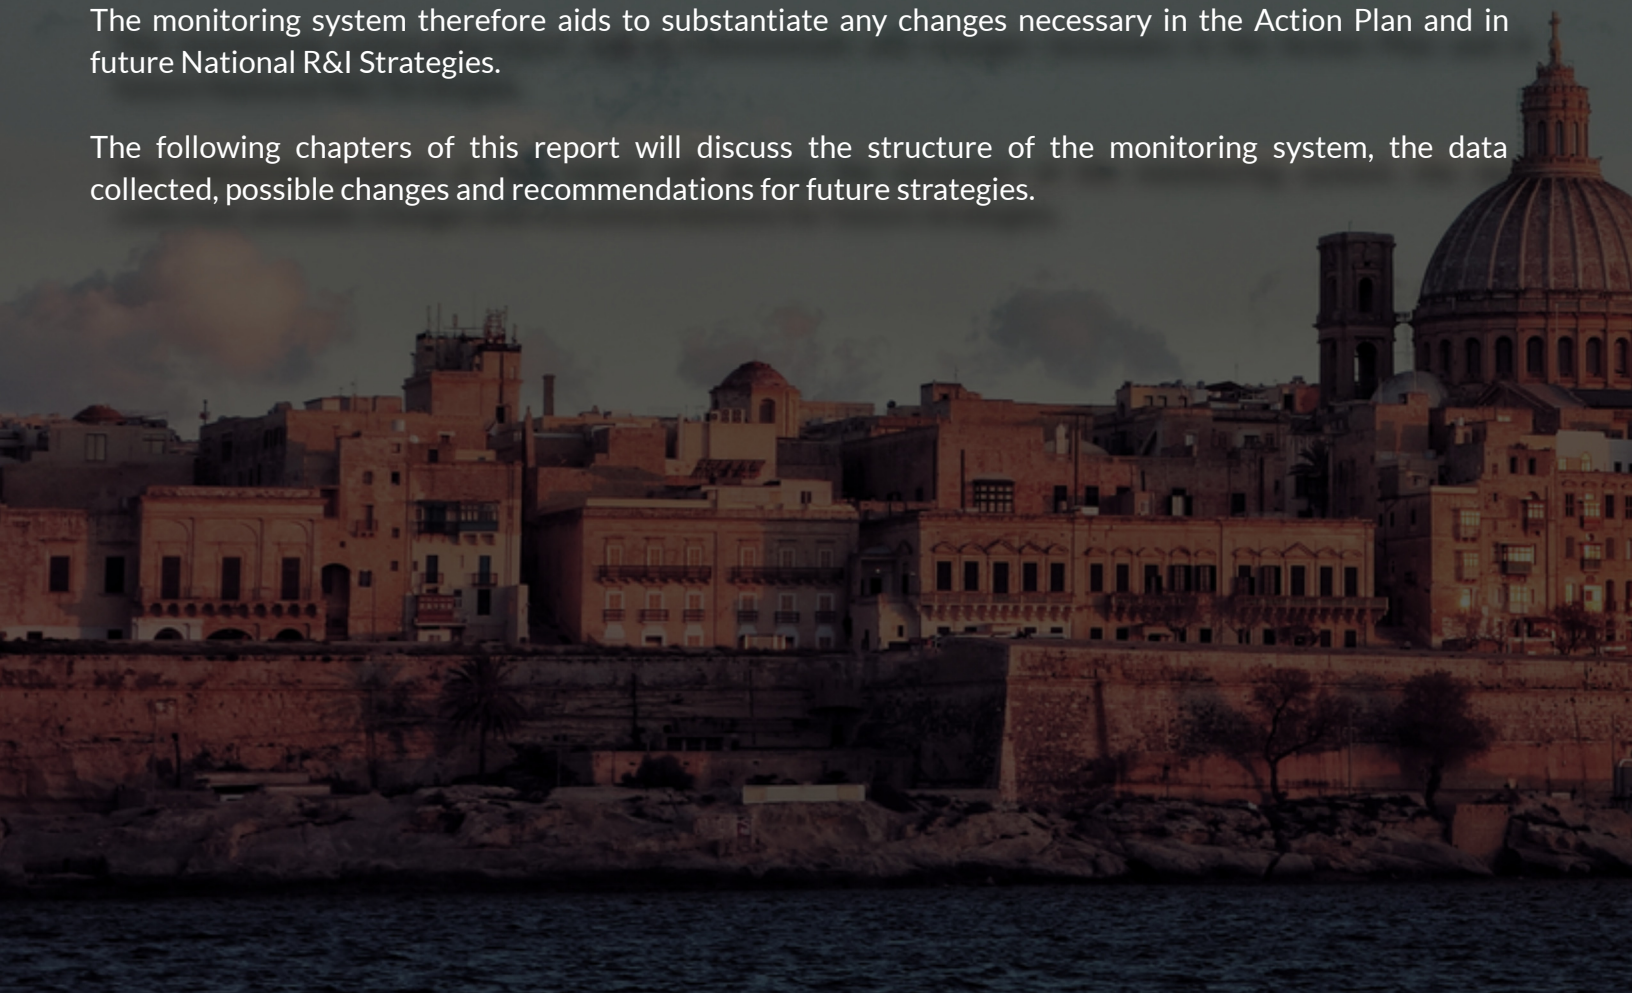 The monitoring system therefore aids to substantiate any changes necessary in the Action Plan and in
future National R&I Strategies.
The following chapters of this report will discuss the structure of the monitoring system, the data
collected, possible changes and recommendations for future strategies.